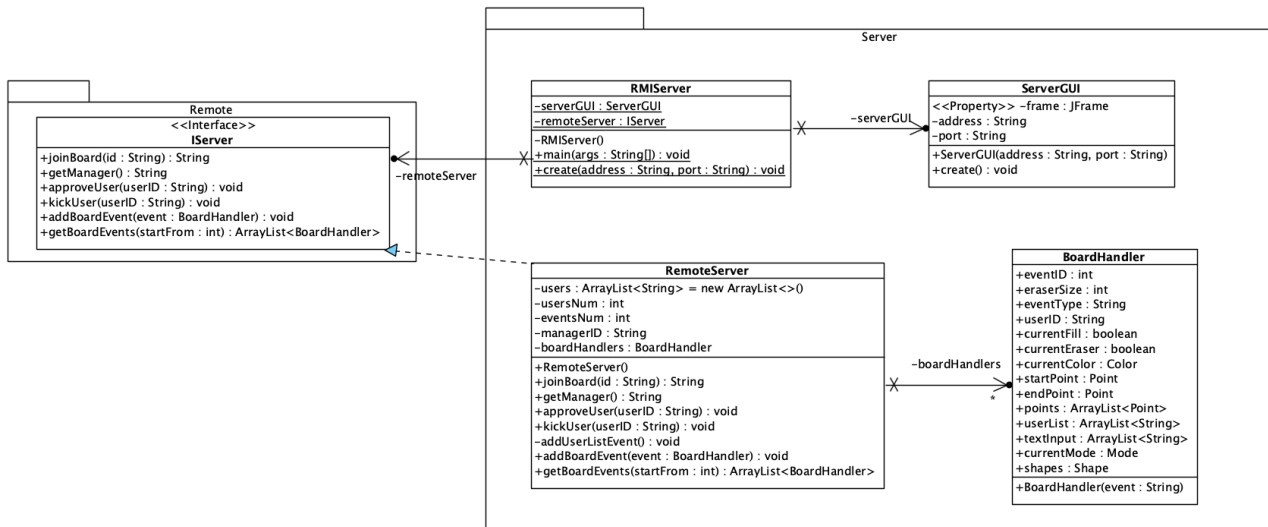 Server
Remote
<<Interface>>
IServer
+joinBoard(id : String) : String
+getManager() : String
+approveUser(userID : String) : void
+kickUser(userID : String) : void
+addBoardEvent(event : BoardHandler) : void
+getBoardEvents(startFrom : int) : ArrayList<BoardHandler>
-remoteServer
RMIServer
-serverGUI : ServerGUI
-remoteServer : IServer
-RMIServer()
+main(args : String[]) : void
+create(address : String, port : String) : void
-serverGUI
ServerGUI
<<Property>> -frame : JFrame
-address : String
-port : String
+ServerGUI(address : String, port : String)
+create() : void
RemoteServer
-users : ArrayList<String> = new ArrayList<>()
-usersNum : int
-eventsNum : int
-managerID : String
-boardHandlers : BoardHandler
+RemoteServer()
+joinBoard(id : String) : String
+getManager() : String
+approveUser(userID : String) : void
+kickUser(userID : String) : void
-addUserListEvent() : void
+addBoardEvent(event : BoardHandler) : void
+getBoardEvents(startFrom : int) : ArrayList<BoardHandler>
-boardHandlers
*
BoardHandler
+eventID : int
+eraserSize : int
+eventType : String
+userID : String
+currentFill : boolean
+currentEraser : boolean
+currentColor : Color
+startPoint : Point
+endPoint : Point
+points : ArrayList<Point>
+userList : ArrayList<String>
+textInput : ArrayList<String>
+currentMode : Mode
+shapes : Shape
+BoardHandler(event : String)